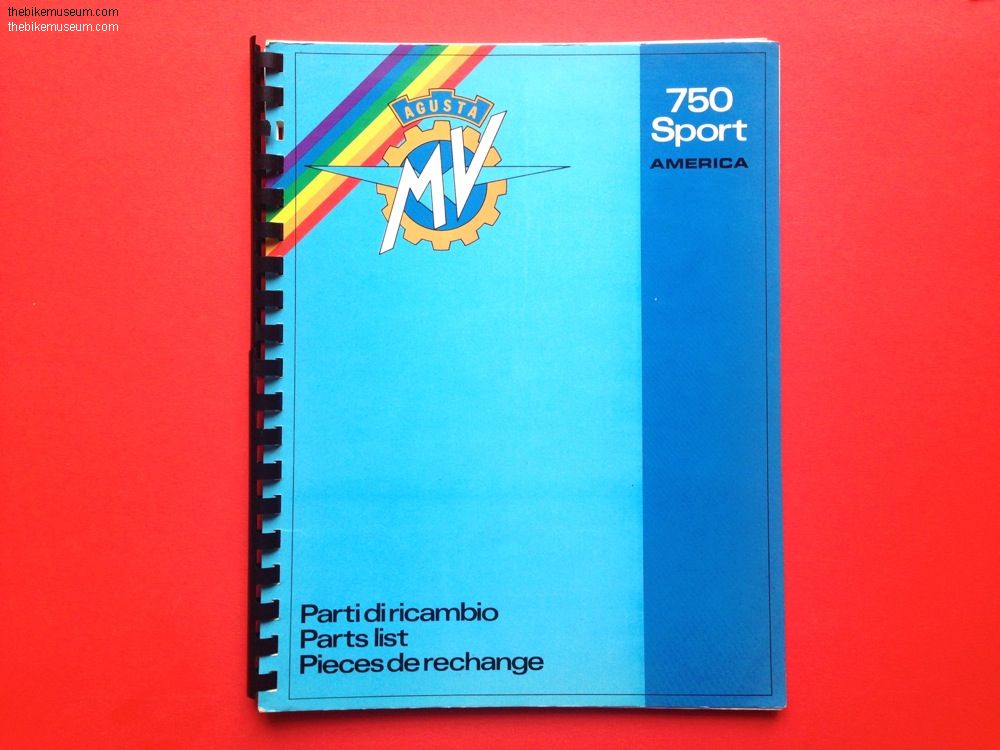 thebikemuseum.com
thebikemuseum.com
AGUSTA
MV
750
Sport
AMERICA
Parti di ricambio
Parts list
Pieces de rechange